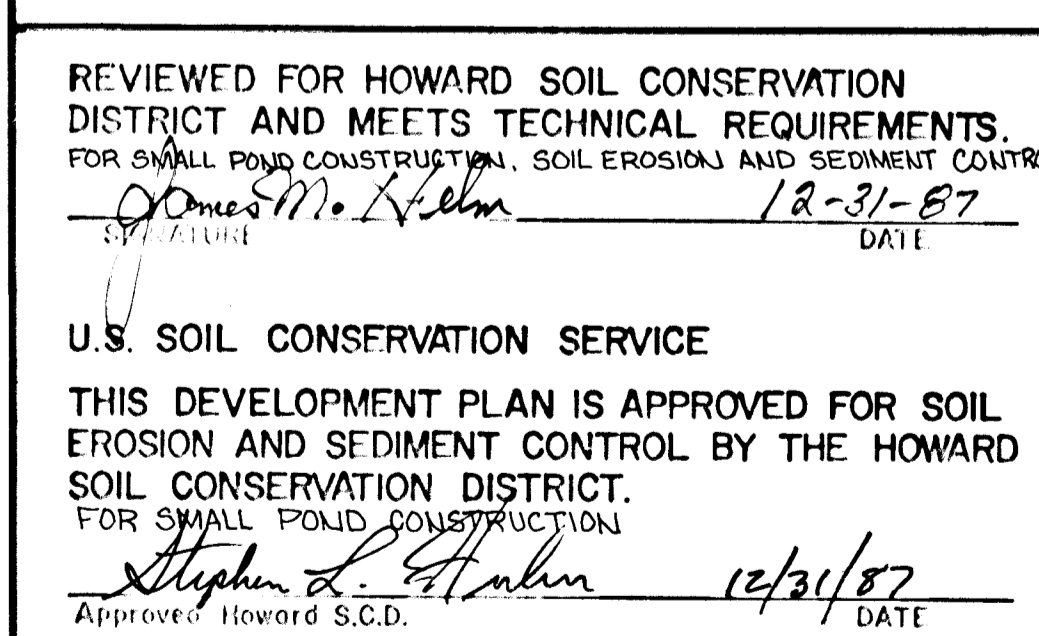 REVIEWED FOR HOWARD SOIL CONSERVATION
DISTRICT AND MEETS TECHNICAL REQUIREMENTS.
FOR SMALL POND CONSTRUCTION, SOIL EROSION AND SEDIMENT CONTRO
James M. Helm 12-31-87
SIGNATURE DATE
U.S. SOIL CONSERVATION SERVICE
THIS DEVELOPMENT PLAN IS APPROVED FOR SOIL
EROSION AND SEDIMENT CONTROL BY THE HOWARD
SOIL CONSERVATION DISTRICT.
FOR SMALL POND CONSTRUCTION
Stephen L. 12/31/87
Approved Howard S.C.D. DATE